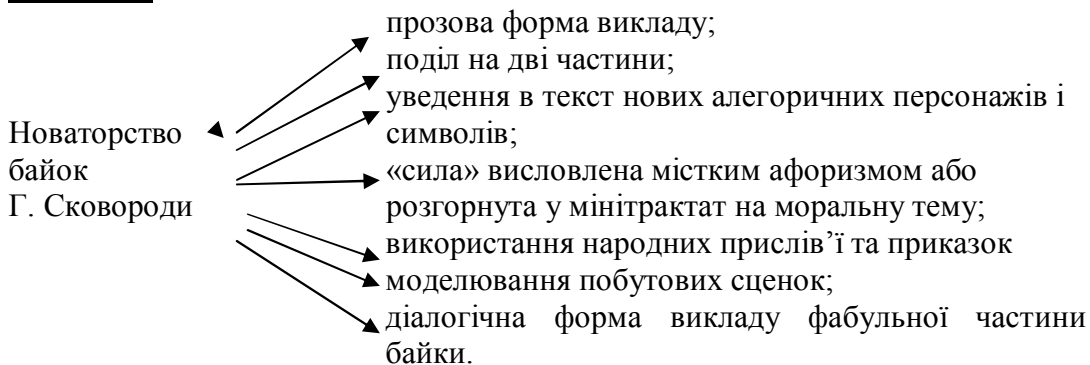 прозова форма викладу;
поділ на дві частини;
уведення в текст нових алегоричних персонажів і
символів;
Новаторство
байок
Г. Сковороди
«сила» висловлена містким афоризмом або
розгорнута у мінітрактат на моральну тему;
використання народних прислів’ї та приказок
моделювання побутових сценок;
діалогічна форма викладу фабульної частини
байки.